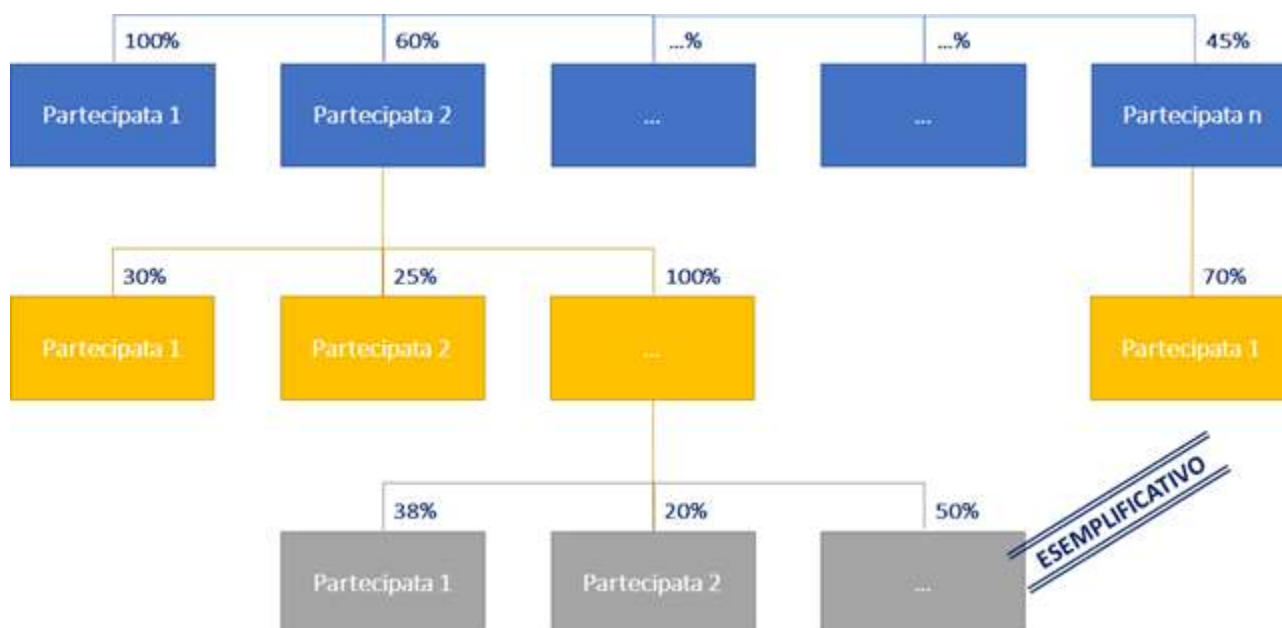 100%
60%
...%
...%
45%
Partecipata 1
Partecipata 2
...
...
Partecipata n
30%
25%
100%
70%
Partecipata 1
Partecipata 2
...
Partecipata 1
38%
20%
50%
Partecipata 1
Partecipata 2
...
ESEMPLIFICATIVO